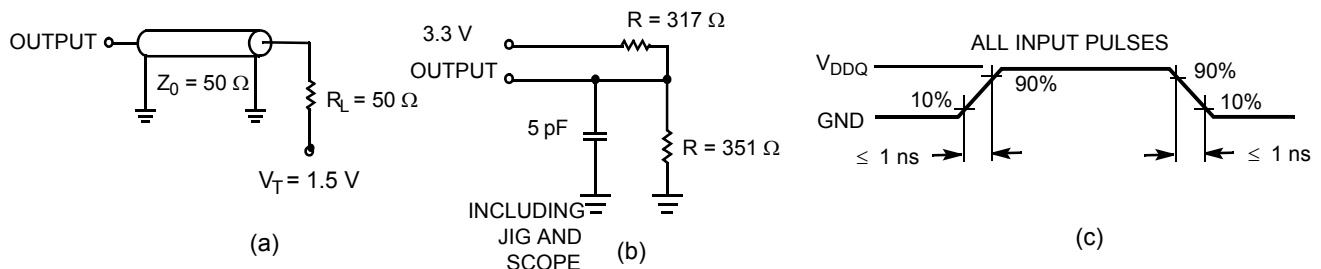 OUTPUT
Z0 = 50 Ω
RL = 50 Ω
VT = 1.5 V
(a)
R = 317 Ω
3.3 V
OUTPUT
5 pF
R = 351 Ω
INCLUDING
JIG AND
SCOPE
(b)
ALL INPUT PULSES
VDDQ
90%
90%
10%
10%
GND
≤ 1 ns
≤ 1 ns
(c)